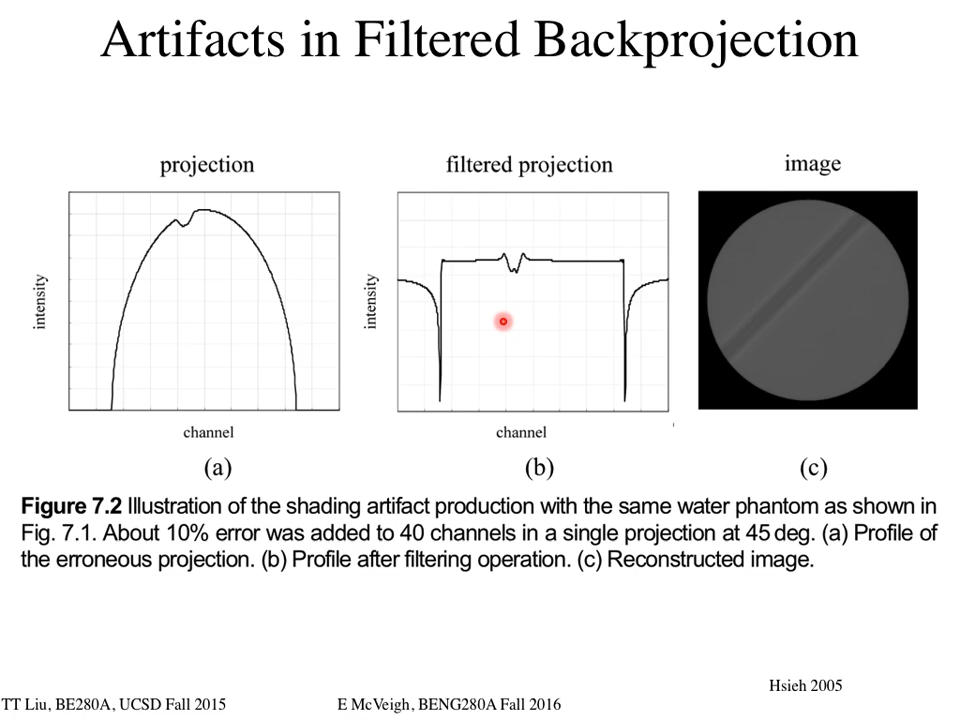 Artifacts in Filtered Backprojection
projection
filtered projection
image
intensity
intensity
channel
channel
(a)
(b)
(c)
Figure 7.2 Illustration of the shading artifact production with the same water phantom as shown in
Fig. 7.1. About 10% error was added to 40 channels in a single projection at 45 deg. (a) Profile of
the erroneous projection. (b) Profile after filtering operation. (c) Reconstructed image.
Hsieh 2005
TT Liu, BE280A, UCSD Fall 2015
E McVeigh, BENG280A Fall 2016